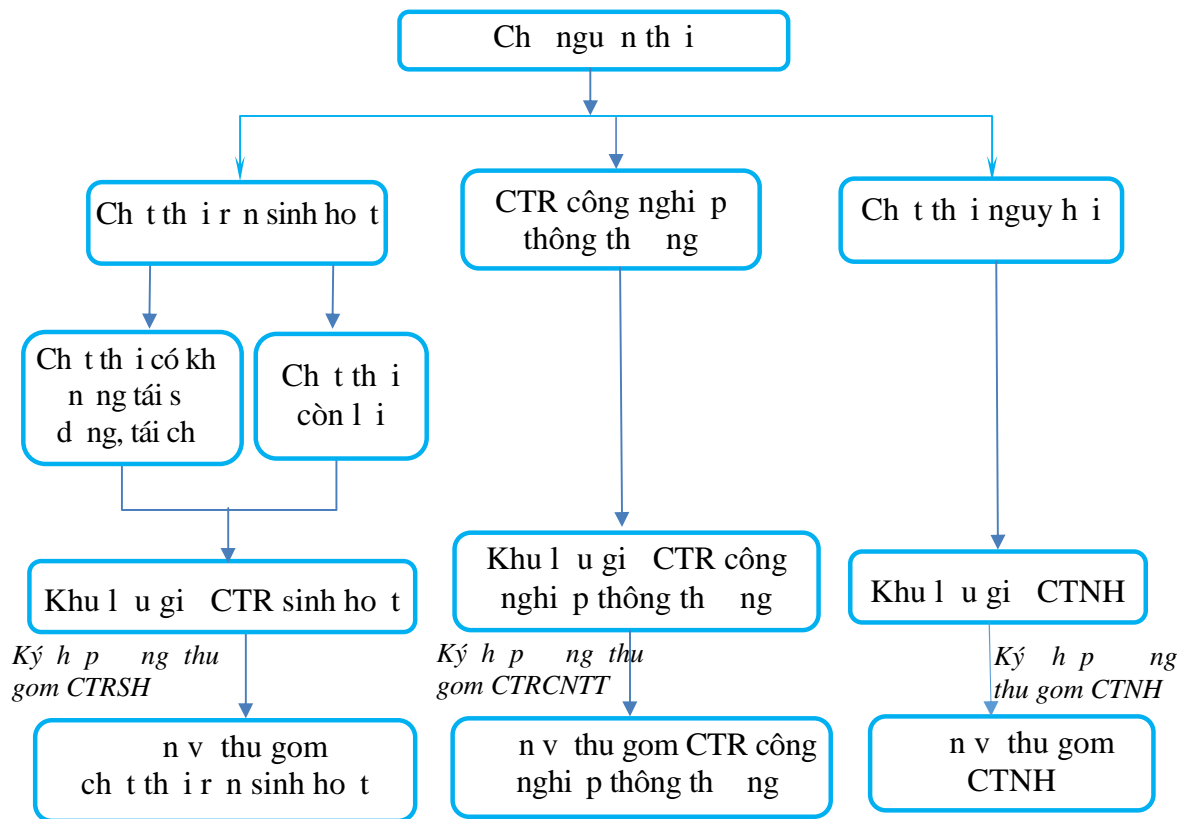 Ch ngu n th i
Ch t th i r n sinh ho t
CTR công nghi p
thông th ng
Ch t th i nguy h i
Ch t th i có kh
n ng tái s
d ng, tái ch
Ch t th i
còn l i
Khu l u gi CTR sinh ho t
Khu l u gi CTR công
nghi p thông th ng
Khu l u gi CTNH
Ký h p ng thu
gom CTRSH
Ký h p ng thu
gom CTRCNTT
Ký h p ng
thu gom CTNH
n v thu gom
ch t th i r n sinh ho t
n v thu gom CTR công
nghi p thông th ng
n v thu gom
CTNH